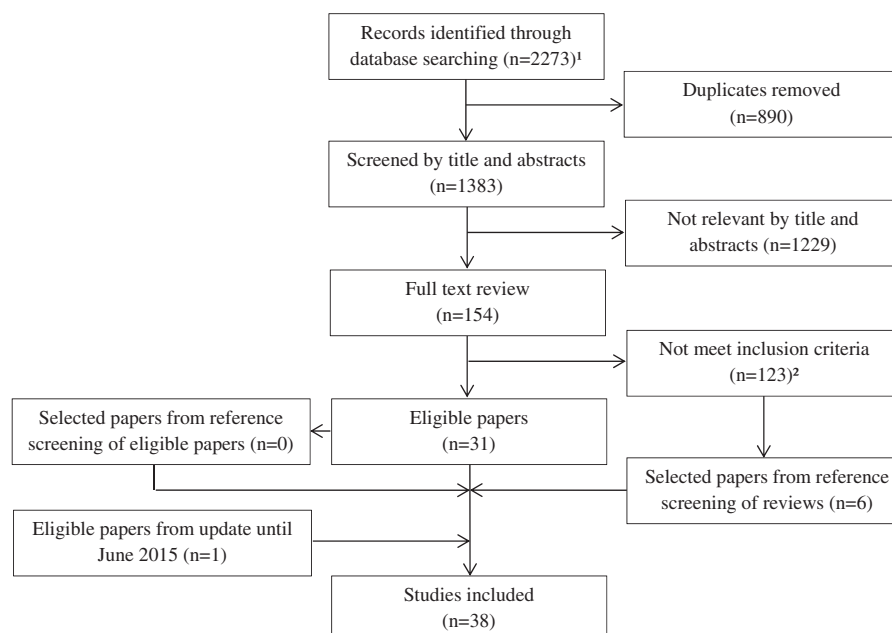 Records identified through
database searching (n=2273)¹
Duplicates removed
(n=890)
Screened by title and abstracts
(n=1383)
Not relevant by title and
abstracts (n=1229)
Full text review
(n=154)
Not meet inclusion criteria
(n=123)²
Selected papers from reference
screening of eligible papers (n=0)
Eligible papers
(n=31)
Selected papers from reference
screening of reviews (n=6)
Eligible papers from update until
June 2015 (n=1)
Studies included
(n=38)